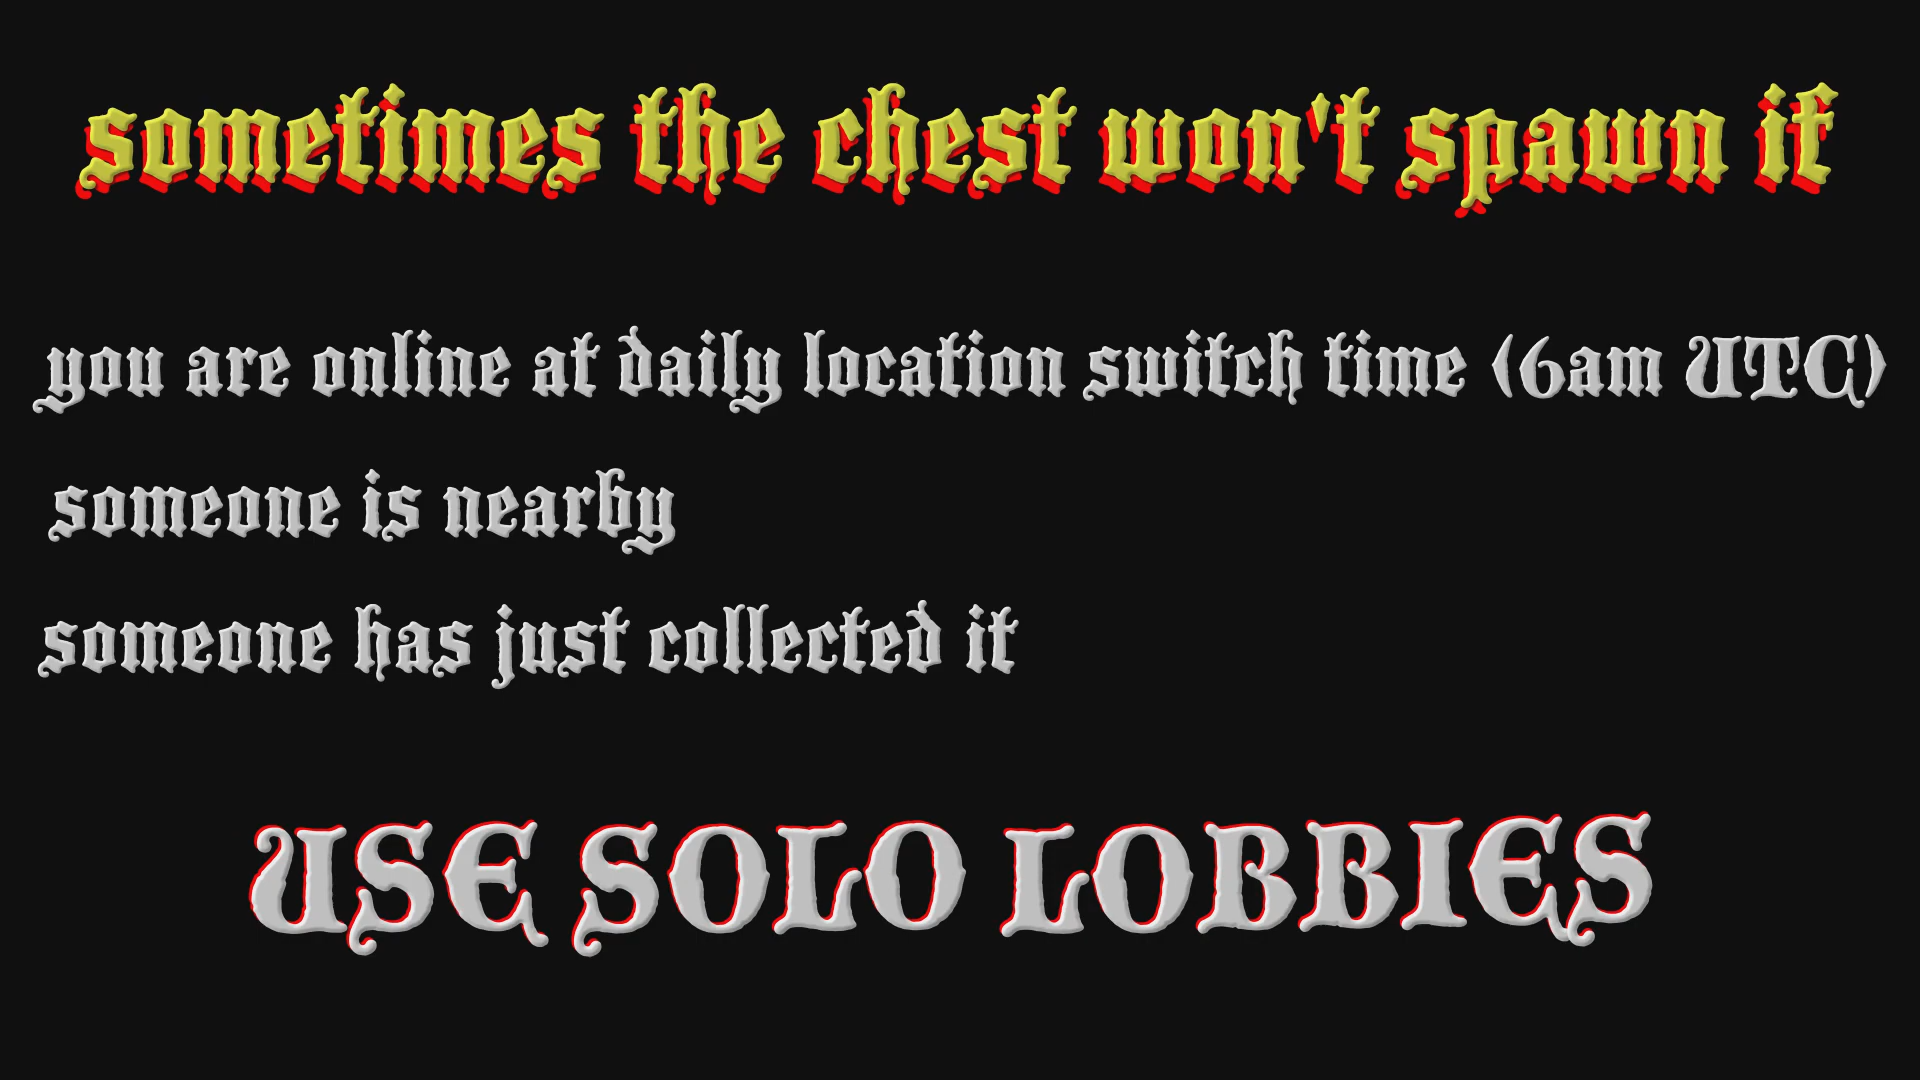 sometimes the chest won't spawn if
you are online at daily location switch time (6am UTC)
someone is nearby
someone has just collected it
USE SOLO LOBBIES